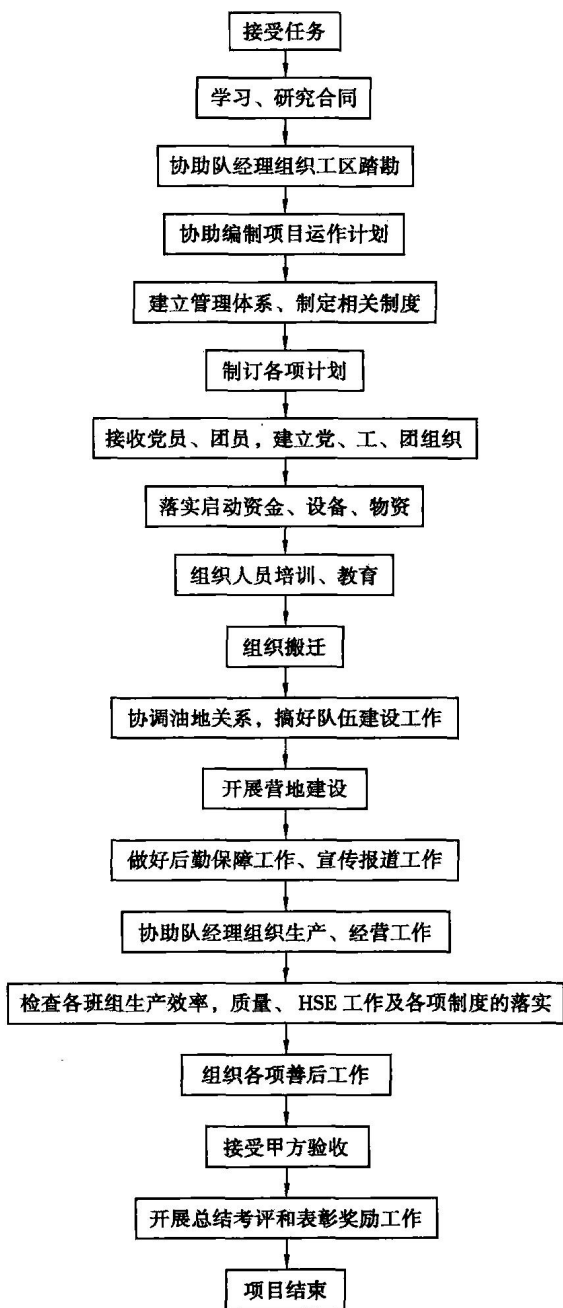 接受任务
学习、研究合同
协助队经理组织工区踏勘
协助编制项目运作计划
建立管理体系、制定相关制度
制订各项计划
接收党员、团员，建立党、工、团组织
落实启动资金、设备、物资
组织人员培训、教育
组织搬迁
协调油地关系，搞好队伍建设工作
开展营地建设
做好后勤保障工作、宣传报道工作
协助队经理组织生产、经营工作
检查各班组生产效率，质量、HSE工作及各项制度的落实
组织各项善后工作
接受甲方验收
开展总结考评和表彰奖励工作
项目结束